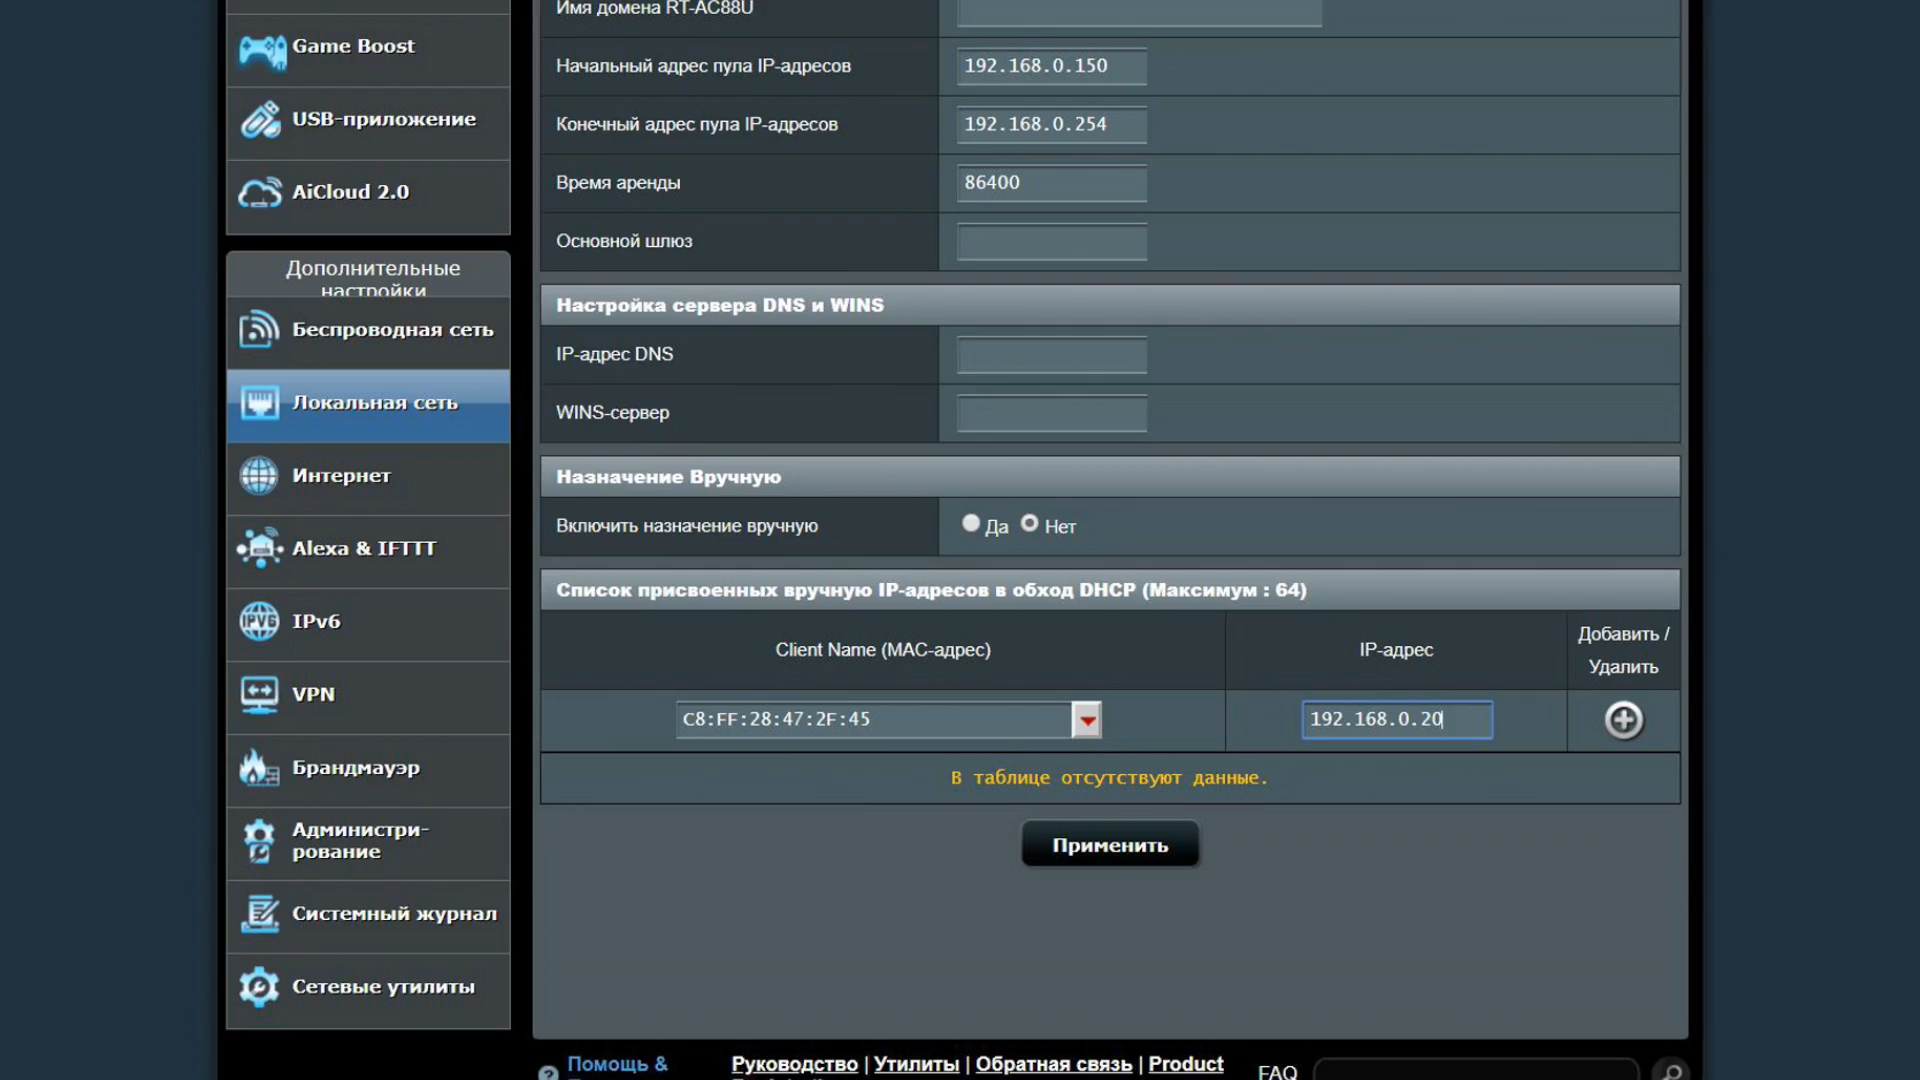 Имя домена RT-AC88U
Game Boost
Начальный адрес пула IP-адресов
192.168.0.150
USB-приложение
Конечный адрес пула IP-адресов
192.168.0.254
AiCloud 2.0
Время аренды
86400
Основной шлюз
Дополнительные
настройки
Настройка сервера DNS и WINS
Беспроводная сеть
IP-адрес DNS
Локальная сеть
WINS-сервер
Интернет
Назначение Вручную
Включить назначение вручную
Да Нет
Alexa & IFTTT
Список присвоенных вручную IP-адресов в обход DHCP (Максимум : 64)
IPv6
Client Name (MAC-адрес)
IP-адрес
Добавить /
Удалить
VPN
C8:FF:28:47:2F:45
192.168.0.20
Брандмауэр
В таблице отсутствуют данные.
Администри-
рование
Применить
Системный журнал
Сетевые утилиты
Помощь &
Руководство | Утилиты | Обратная связь | Product
FAQ